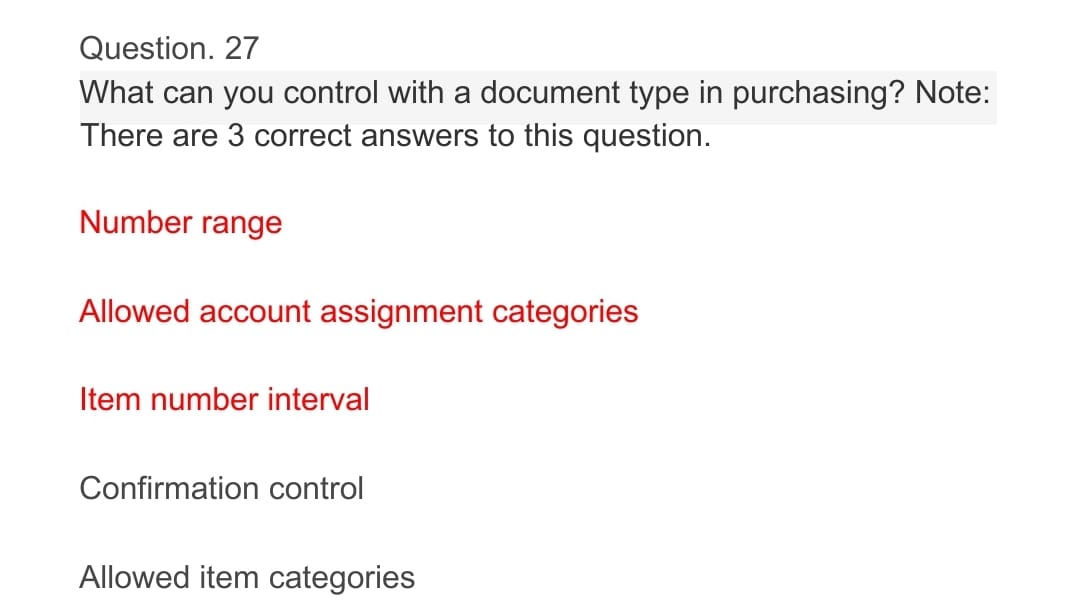 Question. 27
What can you control with a document type in purchasing? Note:
There are 3 correct answers to this question.
Number range
Allowed account assignment categories
Item number interval
Confirmation control
Allowed item categories